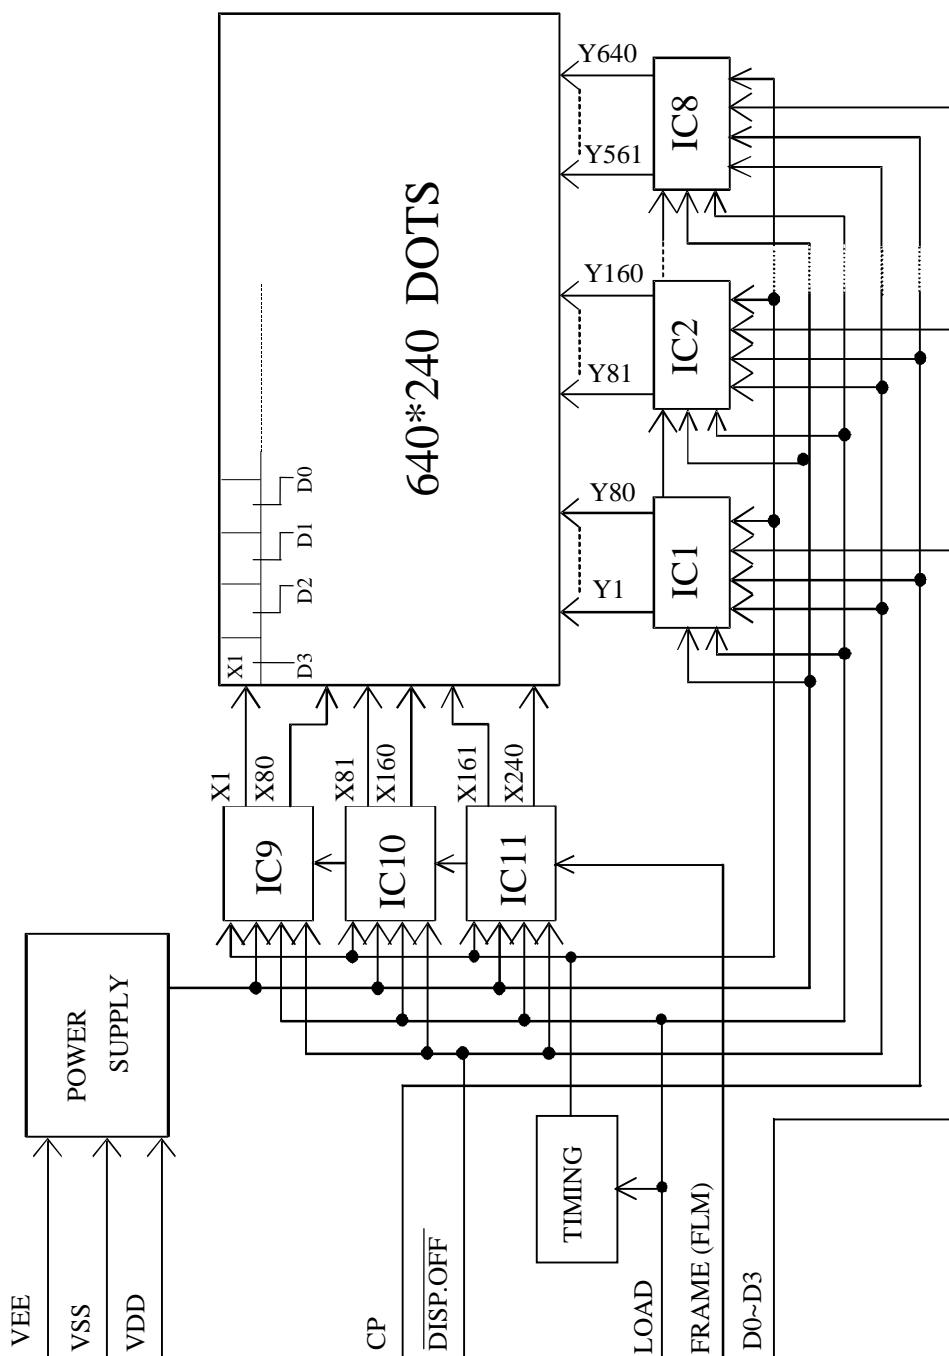 VEE
VSS
VDD
CP
DISP.OFF
LOAD
FRAME (FLM)
D0~D3
POWER
SUPPLY
TIMING
IC9
IC10
IC11
X1
X80
X81
X160
X161
X240
X1
D3
D2
D1
D0
640*240 DOTS
Y1
Y80
Y81
Y160
Y561
Y640
IC1
IC2
IC8